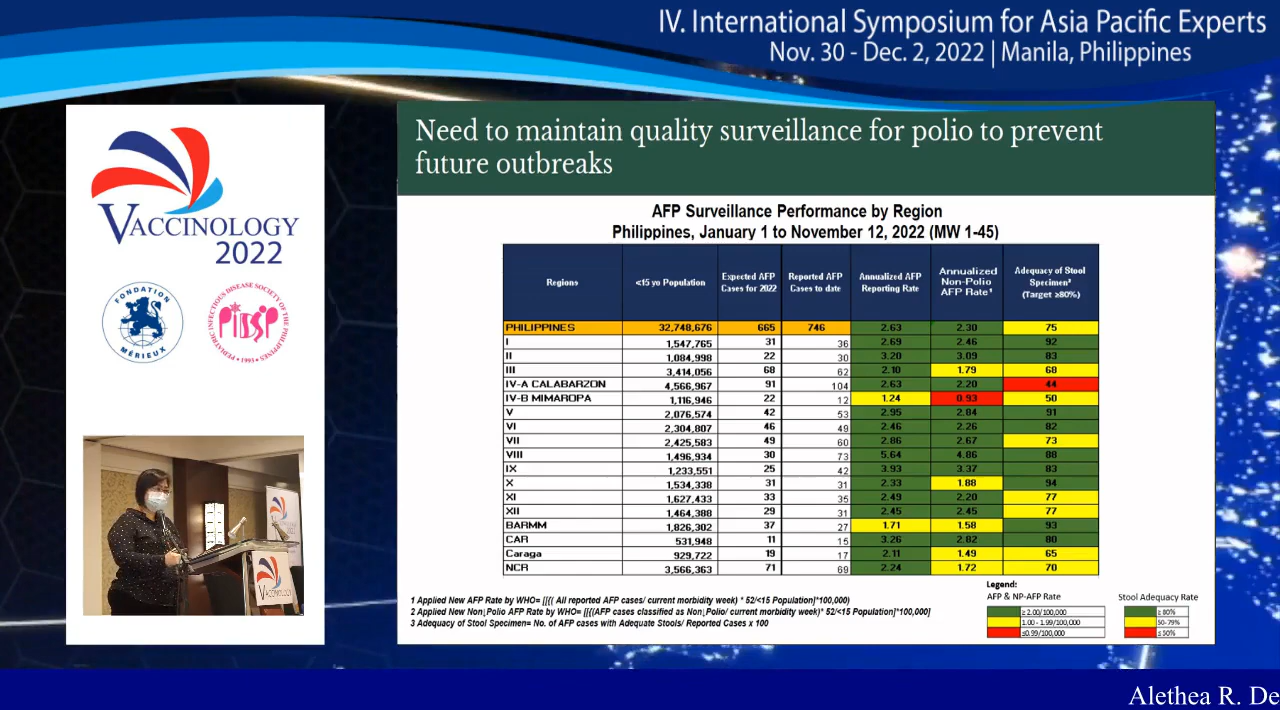 IV. International Symposium for Asia Pacific Experts
Nov. 30 - Dec. 2, 2022 | Manila, Philippines
VACCINOLOGY
2022
FONDATION
MÉRIEUX
PEDIATRIC INFECTIOUS DISEASE SOCIETY OF THE PHILIPPINES
PIDSP
1993
VACCINOLOGY
Need to maintain quality surveillance for polio to prevent
future outbreaks
AFP Surveillance Performance by Region
Philippines, January 1 to November 12, 2022 (MW 1-45)
Regions <15 yo Population Expected AFP Cases for 2022 Reported AFP Cases to date Annualized AFP Reporting Rate Annualized Non-Polio AFP Rate² Adequacy of Stool Specimen³ (Target ≥80%)
PHILIPPINES 32,748,676 665 746 2.63 2.30 75
I 1,547,765 31 36 2.69 2.46 92
II 1,084,998 22 30 3.20 3.09 83
III 3,414,056 68 62 2.10 1.79 68
IV-A CALABARZON 4,566,967 91 104 2.63 2.20 44
IV-B MIMAROPA 1,116,946 22 12 1.24 0.93 50
V 2,076,574 42 53 2.95 2.84 91
VI 2,304,807 46 49 2.46 2.26 82
VII 2,425,583 49 60 2.86 2.67 73
VIII 1,496,934 30 73 5.64 4.86 88
IX 1,233,551 25 42 3.93 3.37 83
X 1,534,338 31 31 2.33 1.88 94
XI 1,627,433 33 35 2.49 2.20 77
XII 1,464,388 29 31 2.45 2.45 77
BARMM 1,826,302 37 27 1.71 1.58 93
CAR 531,948 11 15 3.26 2.82 80
Caraga 929,722 19 17 2.11 1.49 65
NCR 3,566,363 71 69 2.24 1.72 70
1 Applied New AFP Rate by WHO= [[{( All reported AFP cases/ current morbidity week) * 52/<15 Population]*100,000)
2 Applied New Non¡Polio AFP Rate by WHO= [[{(AFP cases classified as Non¡Polio/ current morbidity week)* 52/<15 Population]*100,000]
3 Adequacy of Stool Specimen= No. of AFP cases with Adequate Stools/ Reported Cases x 100
Legend:
AFP & NP-AFP Rate
≥ 2.00/100,000
1.00 - 1.99/100,000
≤0.99/100,000
Stool Adequacy Rate
≥ 80%
50-79%
≤ 50%
Alethea R. De